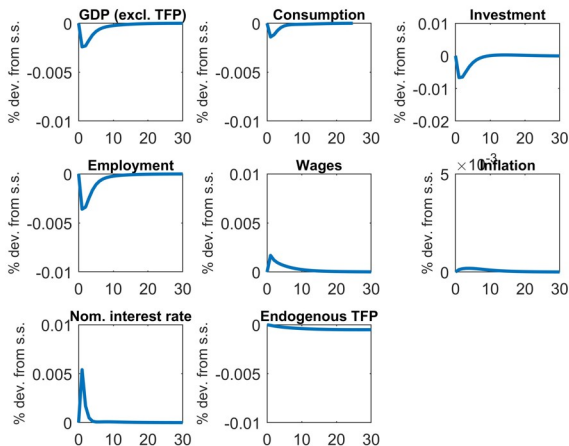 GDP (excl. TFP)
0
-0.005
-0.01
% dev. from s.s.
0 10 20 30
Consumption
0
-0.005
-0.01
% dev. from s.s.
0 10 20 30
Investment
0.01
0
-0.01
-0.02
% dev. from s.s.
0 10 20 30
Employment
0
-0.005
-0.01
% dev. from s.s.
0 10 20 30
Wages
0.01
0.005
0
% dev. from s.s.
0 10 20 30
×10-3
Inflation
5
0
% dev. from s.s.
0 10 20 30
Nom. interest rate
0.01
0.005
0
% dev. from s.s.
0 10 20 30
Endogenous TFP
0
-0.005
-0.01
% dev. from s.s.
0 10 20 30